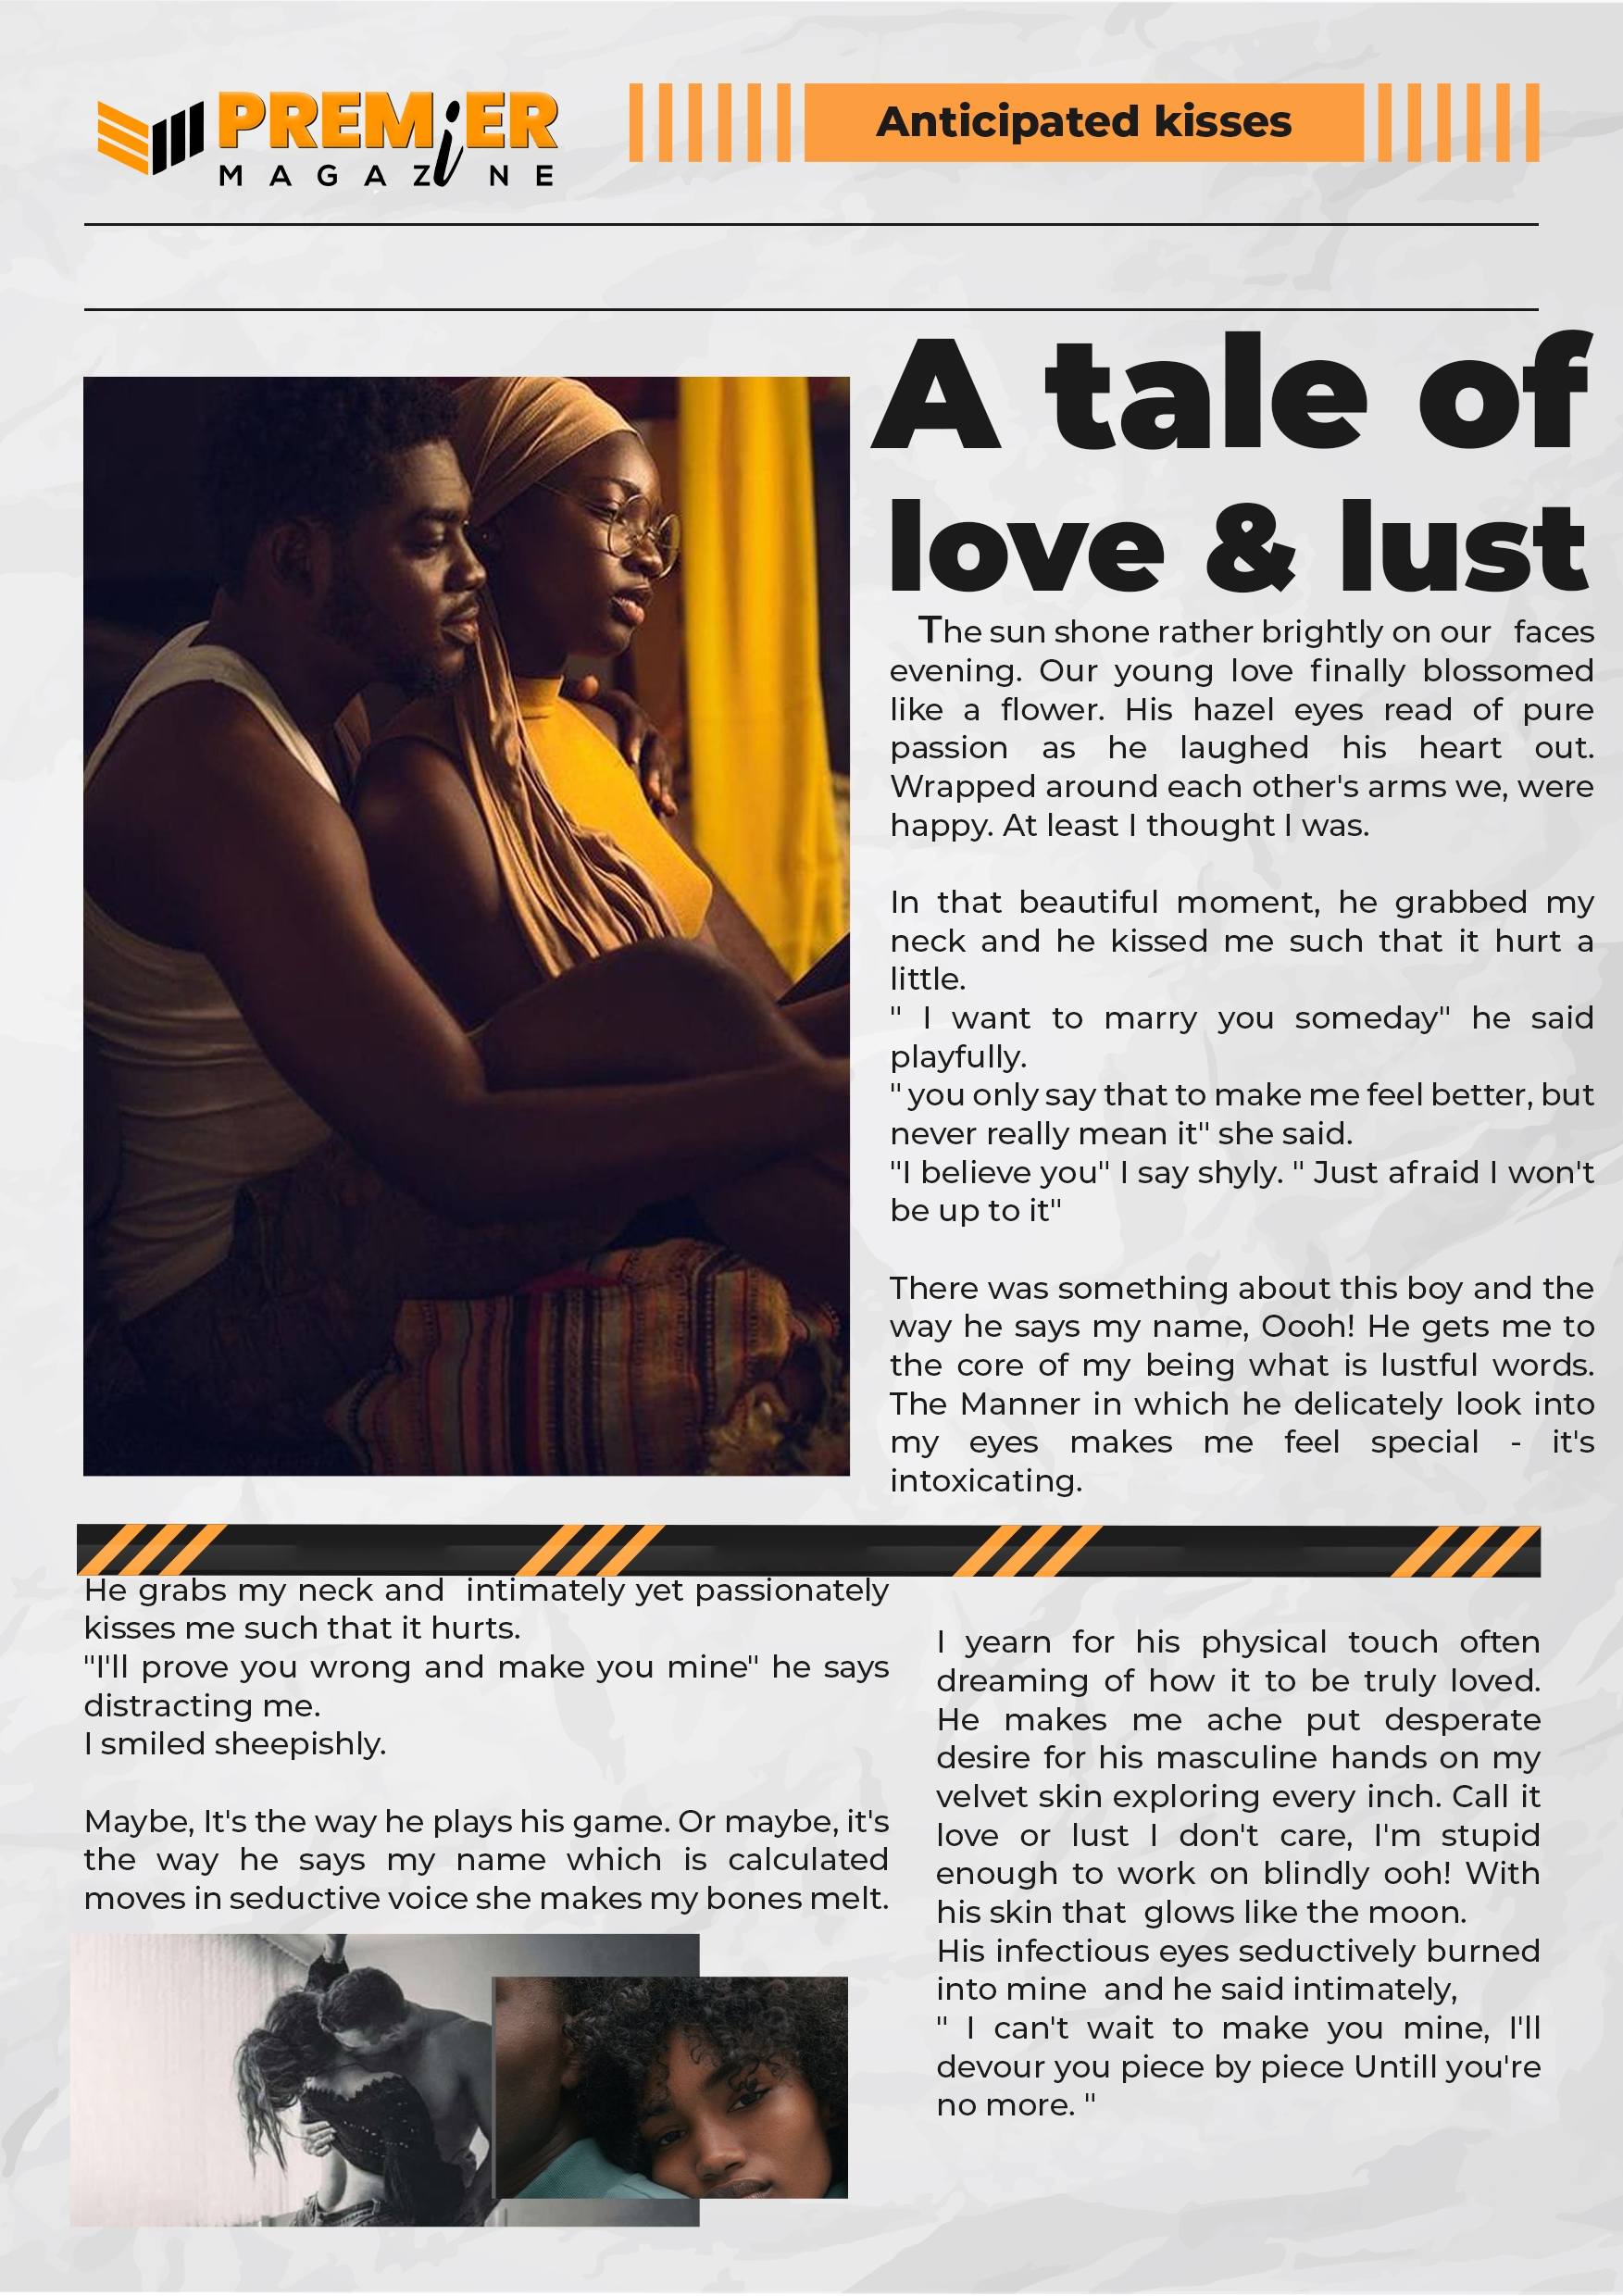 PREMiER
MAGAZiNE
Anticipated kisses
A tale of
love & lust
The sun shone rather brightly on our faces
evening. Our young love finally blossomed
like a flower. His hazel eyes read of pure
passion as he laughed his heart out.
Wrapped around each other's arms we, were
happy. At least I thought I was.
In that beautiful moment, he grabbed my
neck and he kissed me such that it hurt a
little.
" I want to marry you someday" he said
playfully.
" you only say that to make me feel better, but
never really mean it" she said.
"I believe you" I say shyly. " Just afraid I won't
be up to it"
There was something about this boy and the
way he says my name, Oooh! He gets me to
the core of my being what is lustful words.
The Manner in which he delicately look into
my eyes makes me feel special - it's
intoxicating.
He grabs my neck and intimately yet passionately
kisses me such that it hurts.
"I'll prove you wrong and make you mine" he says
distracting me.
I smiled sheepishly.
Maybe, It's the way he plays his game. Or maybe, it's
the way he says my name which is calculated
moves in seductive voice she makes my bones melt.
I yearn for his physical touch often
dreaming of how it to be truly loved.
He makes me ache put desperate
desire for his masculine hands on my
velvet skin exploring every inch. Call it
love or lust I don't care, I'm stupid
enough to work on blindly ooh! With
his skin that glows like the moon.
His infectious eyes seductively burned
into mine and he said intimately,
" I can't wait to make you mine, I'll
devour you piece by piece Untill you're
no more. "